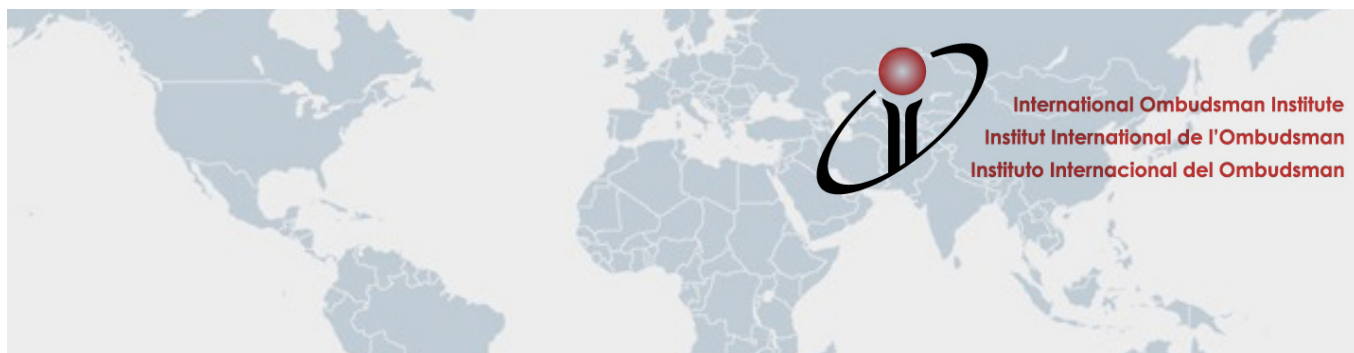 International Ombudsman Institute
Institut International de l'Ombudsman
Instituto Internacional del Ombudsman